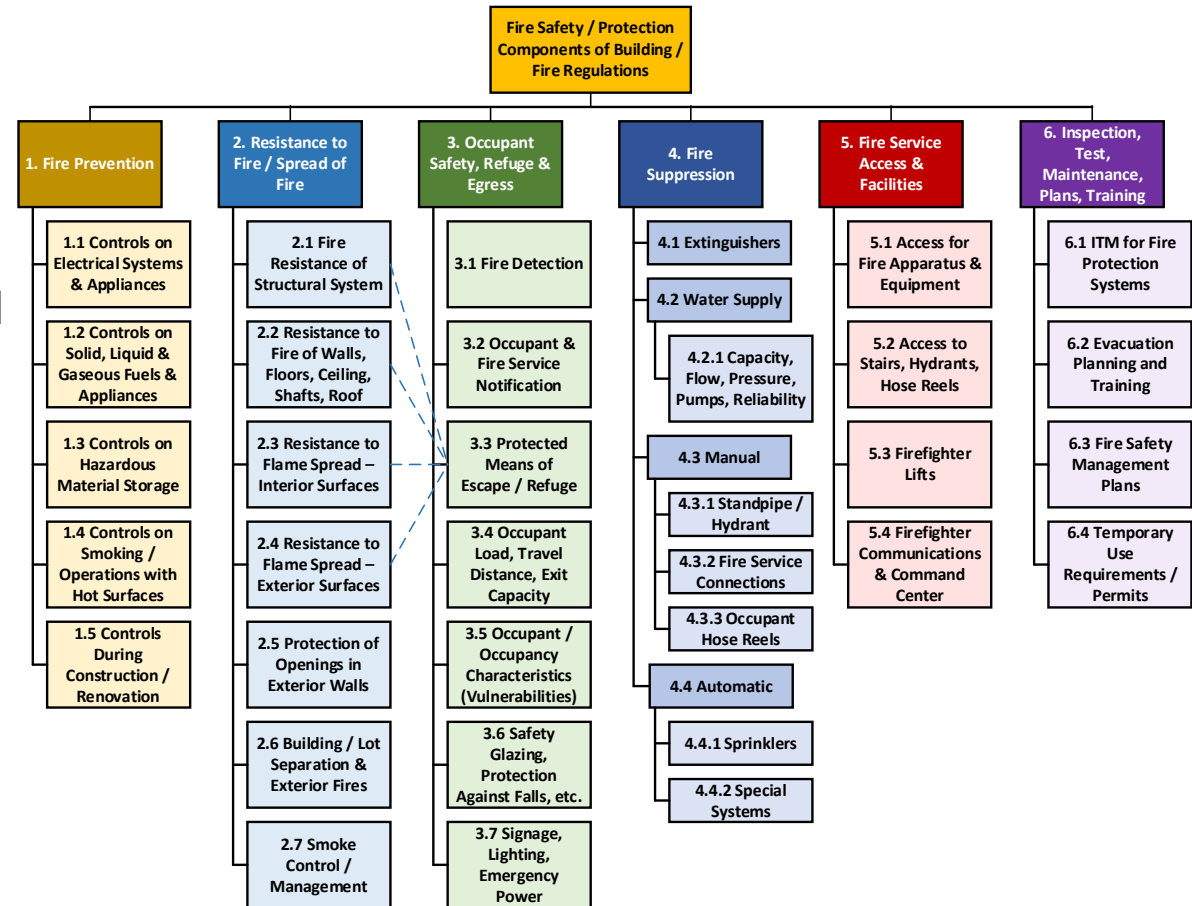 Fire Safety / Protection
Components of Building /
Fire Regulations
1. Fire Prevention
2. Resistance to
Fire / Spread of
Fire
3. Occupant
Safety, Refuge &
Egress
4. Fire
Suppression
5. Fire Service
Access &
Facilities
6. Inspection,
Test,
Maintenance,
Plans, Training
1.1 Controls on
Electrical Systems
& Appliances
1.2 Controls on
Solid, Liquid &
Gaseous Fuels &
Appliances
1.3 Controls on
Hazardous
Material Storage
1.4 Controls on
Smoking /
Operations with
Hot Surfaces
1.5 Controls
During
Construction /
Renovation
2.1 Fire
Resistance of
Structural System
2.2 Resistance to
Fire of Walls,
Floors, Ceiling,
Shafts, Roof
2.3 Resistance to
Flame Spread –
Interior Surfaces
2.4 Resistance to
Flame Spread –
Exterior Surfaces
2.5 Protection of
Openings in
Exterior Walls
2.6 Building / Lot
Separation &
Exterior Fires
2.7 Smoke
Control /
Management
3.1 Fire Detection
3.2 Occupant &
Fire Service
Notification
3.3 Protected
Means of
Escape / Refuge
3.4 Occupant
Load, Travel
Distance, Exit
Capacity
3.5 Occupant /
Occupancy
Characteristics
(Vulnerabilities)
3.6 Safety
Glazing,
Protection
Against Falls, etc.
3.7 Signage,
Lighting,
Emergency
Power
4.1 Extinguishers
4.2 Water Supply
4.2.1 Capacity,
Flow, Pressure,
Pumps, Reliability
4.3 Manual
4.3.1 Standpipe /
Hydrant
4.3.2 Fire Service
Connections
4.3.3 Occupant
Hose Reels
4.4 Automatic
4.4.1 Sprinklers
4.4.2 Special
Systems
5.1 Access for
Fire Apparatus &
Equipment
5.2 Access to
Stairs, Hydrants,
Hose Reels
5.3 Firefighter
Lifts
5.4 Firefighter
Communications
& Command
Center
6.1 ITM for Fire
Protection
Systems
6.2 Evacuation
Planning and
Training
6.3 Fire Safety
Management
Plans
6.4 Temporary
Use
Requirements /
Permits